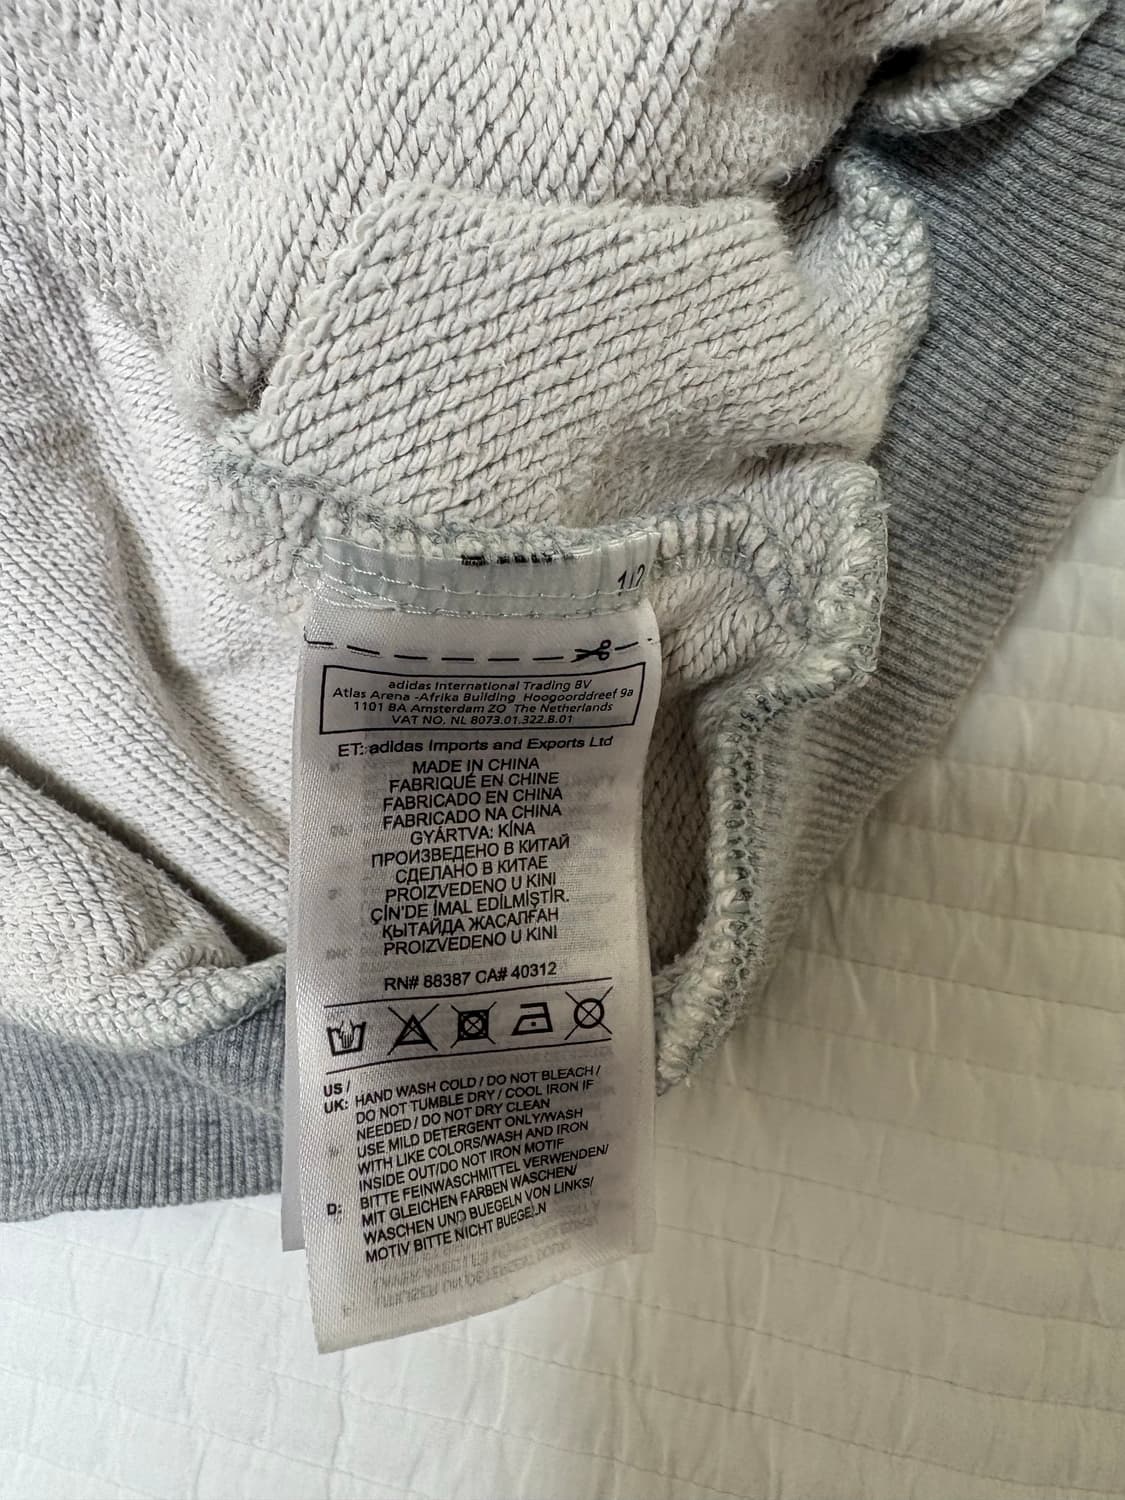 1/2
adidas International Trading BV
Atlas Arena -Afrika Building Hoogoorddreef 9a
1101 BA Amsterdam ZO The Netherlands
VAT NO. NL 8073.01.322.B.01
ET: adidas Imports and Exports Ltd
MADE IN CHINA
FABRIQUÉ EN CHINE
FABRICADO EN CHINA
FABRICADO NA CHINA
GYÁRTVA: KÍNA
ПРОИЗВЕДЕНО В КИТАЙ
СДЕЛАНО В КИТАЕ
PROIZVEDENO U KINI
ÇİN'DE İMAL EDİLMİŞTİR.
ҚЫТАЙДА ЖАСАЛҒАН
PROIZVEDENO U KINI
RN# 88387 CA# 40312
US /
UK: HAND WASH COLD / DO NOT BLEACH /
DO NOT TUMBLE DRY / COOL IRON IF
NEEDED / DO NOT DRY CLEAN
USE MILD DETERGENT ONLY/WASH
WITH LIKE COLORS/WASH AND IRON
INSIDE OUT/DO NOT IRON MOTIF
D: BITTE FEINWASCHMITTEL VERWENDEN/
MIT GLEICHEN FARBEN WASCHEN/
WASCHEN UND BUEGELN VON LINKS/
MOTIV BITTE NICHT BUEGELN